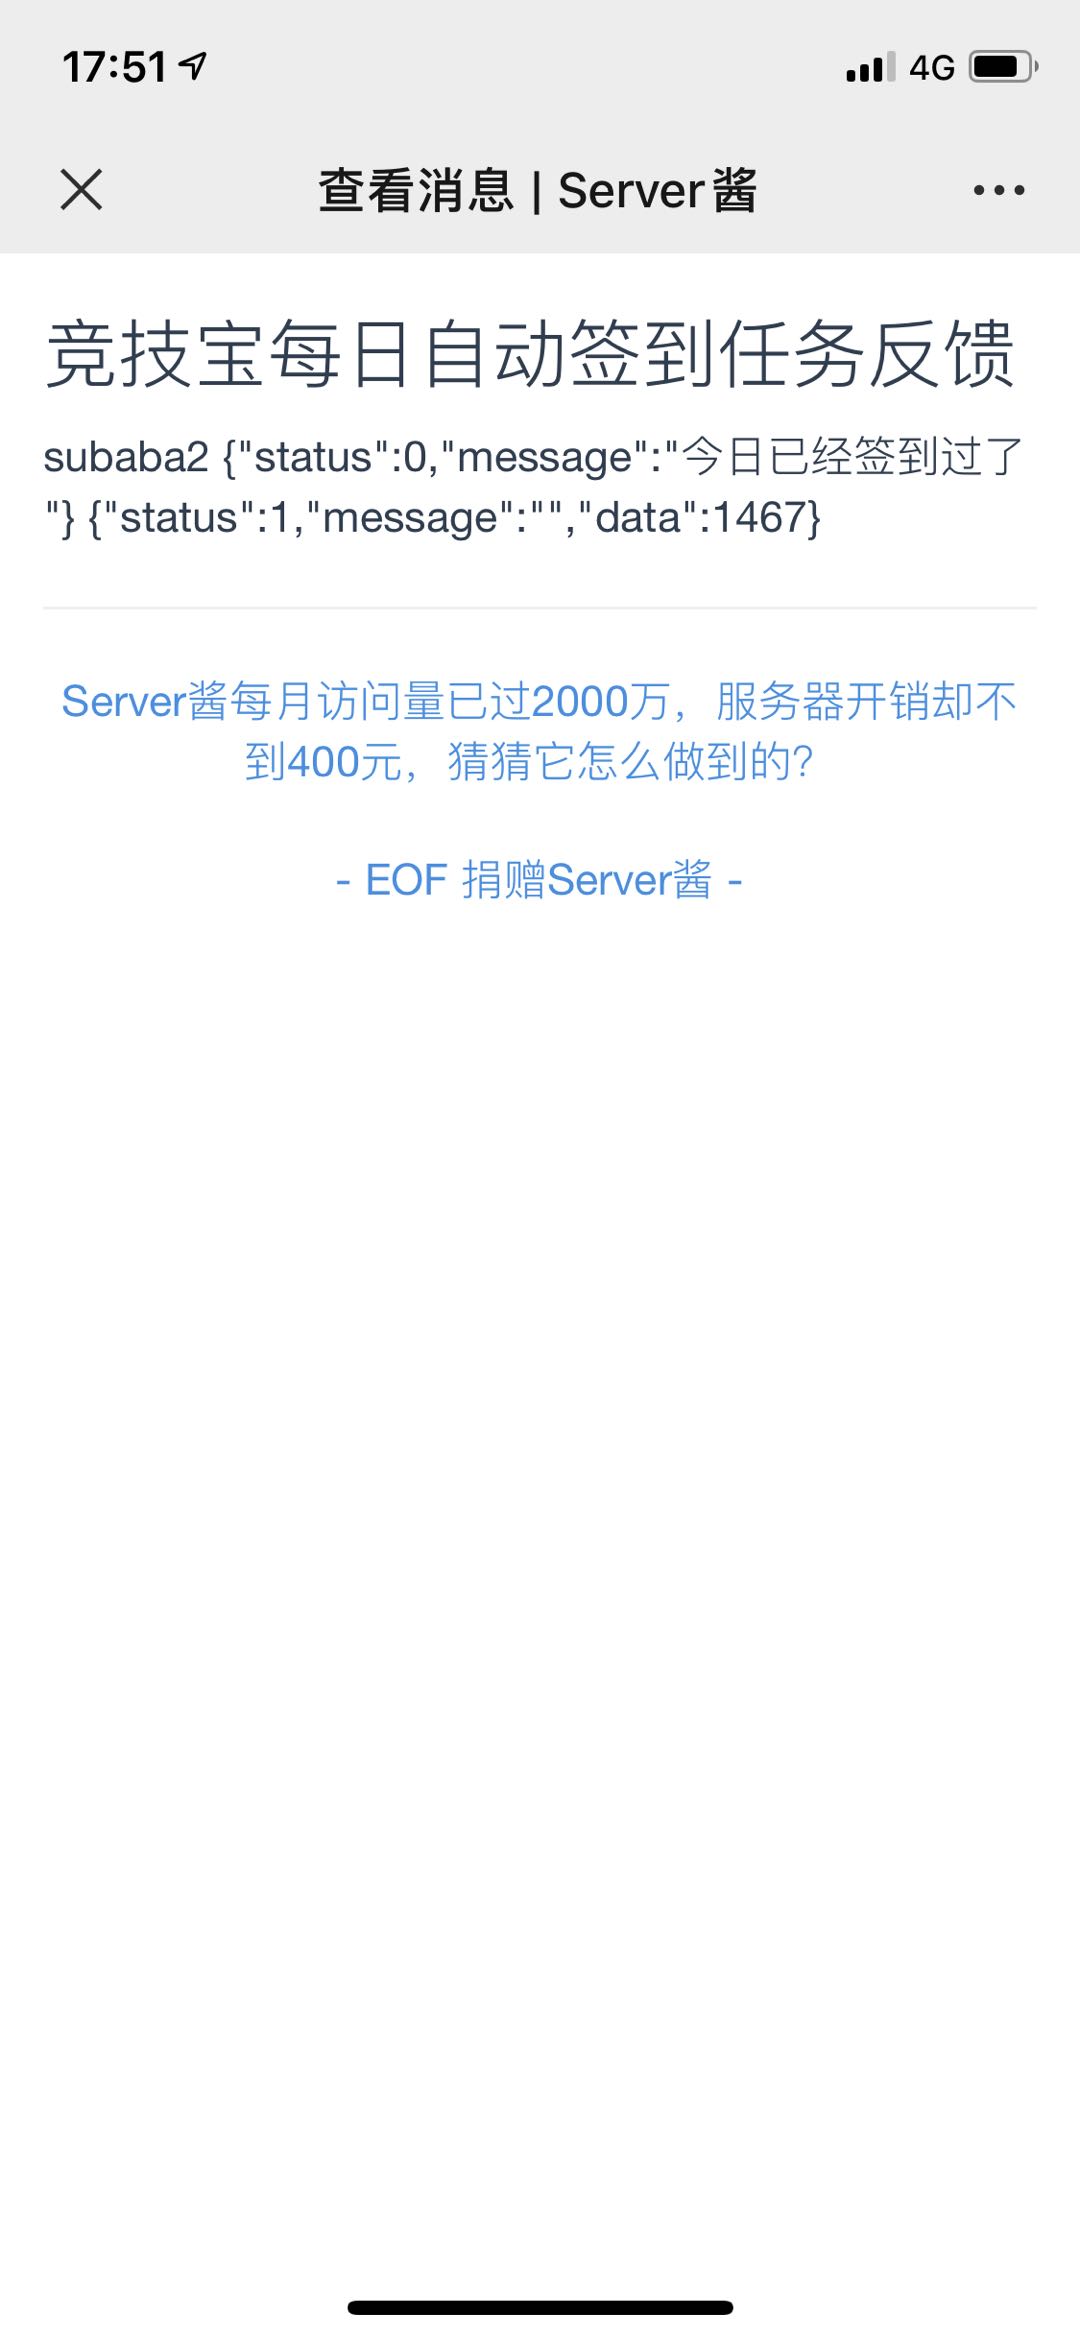 17:51
4G
查看消息 | Server酱
竞技宝每日自动签到任务反馈
subaba2 {"status":0,"message":"今日已经签到过了
"} {"status":1,"message":"","data":1467}
Server酱每月访问量已过2000万，服务器开销却不
到400元，猜猜它怎么做到的？
- EOF 捐赠Server酱 -